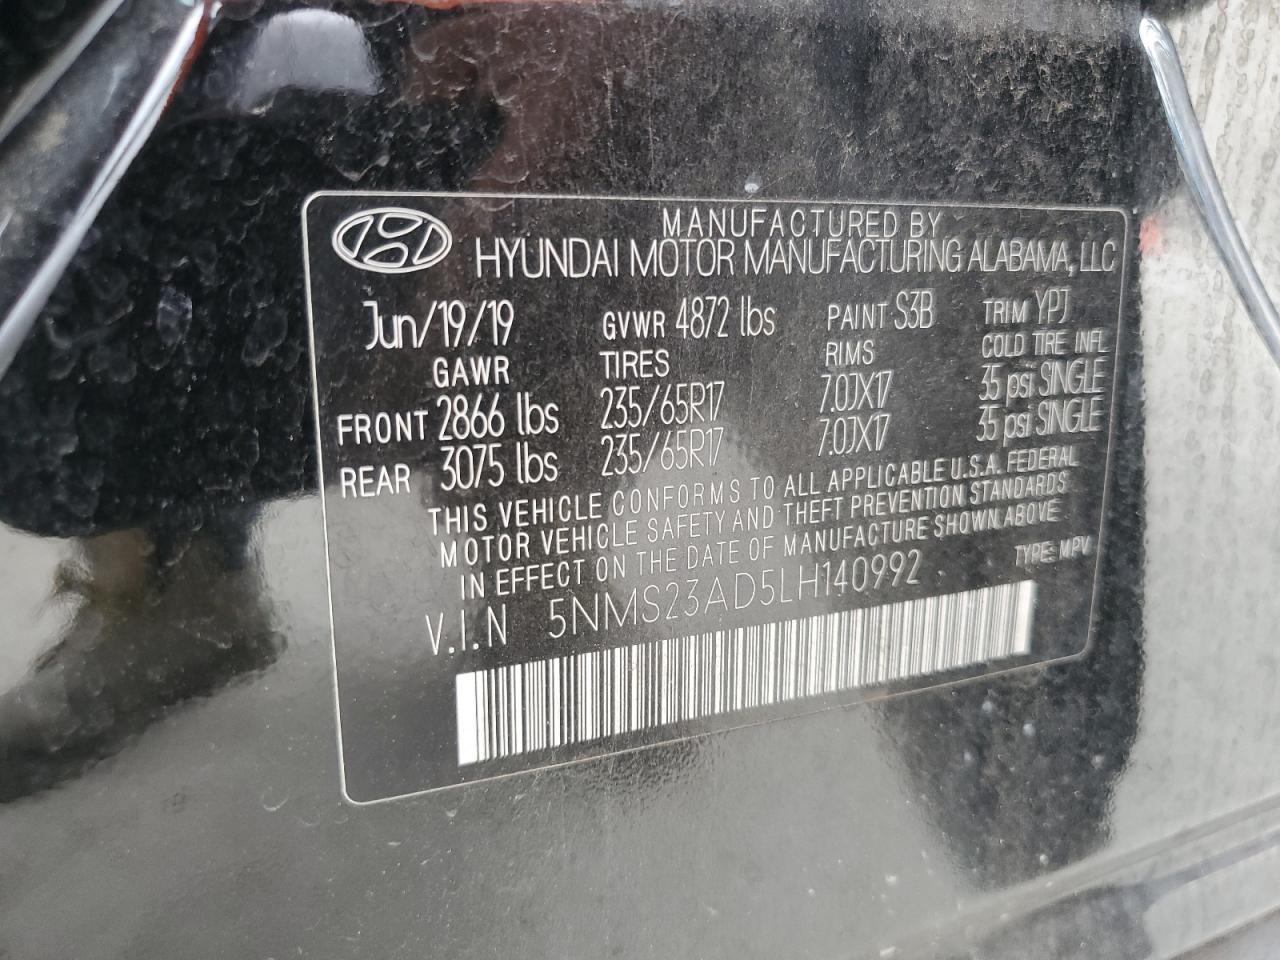 MANUFACTURED BY
HYUNDAI MOTOR MANUFACTURING ALABAMA, LLC
Jun/19/19 GVWR 4872 lbs PAINT S3B TRIM YPJ
GAWR TIRES RIMS COLD TIRE INFL
FRONT 2866 lbs 235/65R17 7.0JX17 35 psi SINGLE
REAR 3075 lbs 235/65R17 7.0JX17 35 psi SINGLE
THIS VEHICLE CONFORMS TO ALL APPLICABLE U.S.A. FEDERAL
MOTOR VEHICLE SAFETY AND THEFT PREVENTION STANDARDS
IN EFFECT ON THE DATE OF MANUFACTURE SHOWN ABOVE
V.I.N 5NMS23AD5LH140992 TYPE: MPV